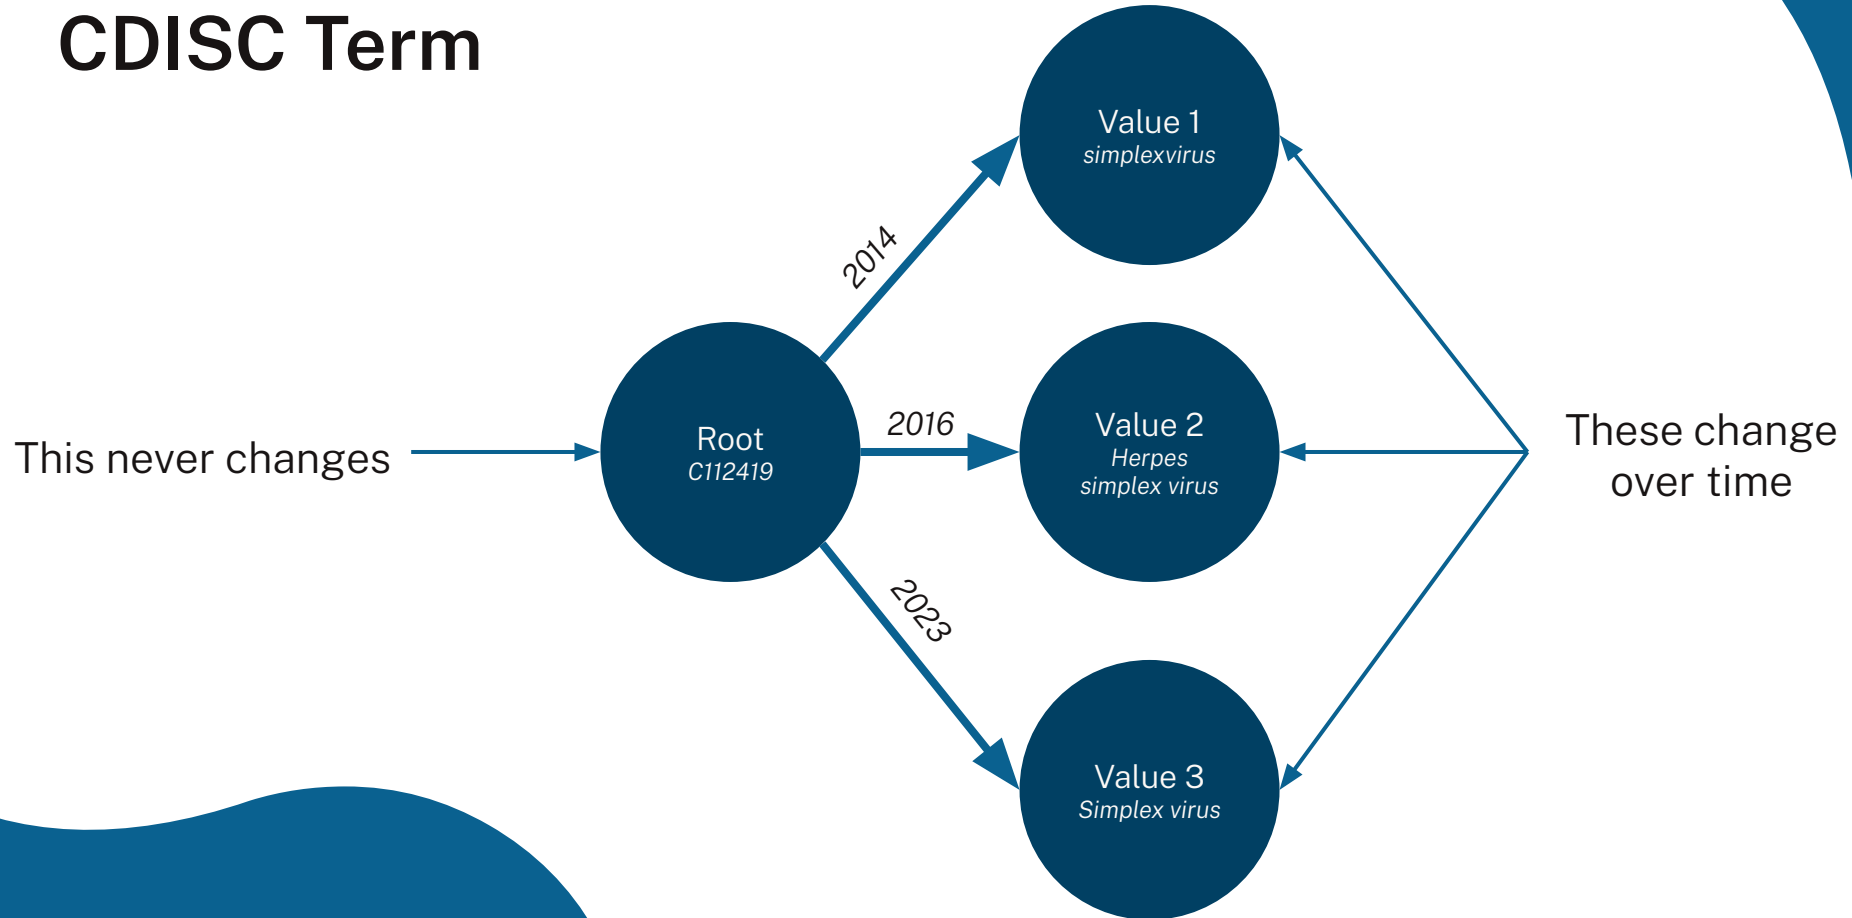 CDISC Term
Value 1
simplexvirus
2014
This never changes
Root
C112419
2016
Value 2
Herpes
simplex virus
These change
over time
2023
Value 3
Simplex virus